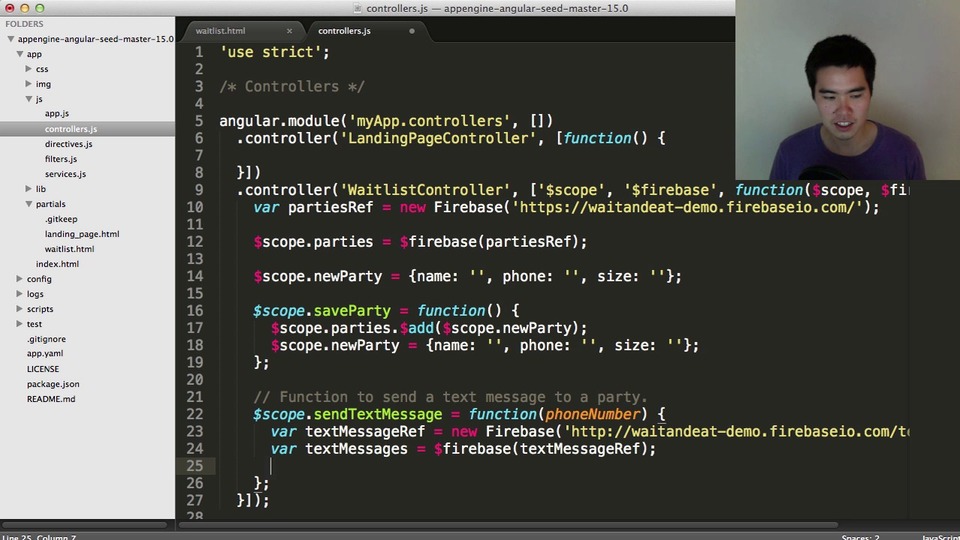 controllers.js — appengine-angular-seed-master-15.0
FOLDERS
appengine-angular-seed-master-15.0
app
css
img
js
app.js
controllers.js
directives.js
filters.js
services.js
lib
partials
.gitkeep
landing_page.html
waitlist.html
index.html
config
logs
scripts
test
.gitignore
app.yaml
LICENSE
package.json
README.md
waitlist.html
controllers.js
1 'use strict';
2
3 /* Controllers */
4
5 angular.module('myApp.controllers', [])
6 .controller('LandingPageController', [function() {
7
8 }])
9 .controller('WaitlistController', ['$scope', '$firebase', function($scope, $fi
10 var partiesRef = new Firebase('https://waitandeat-demo.firebaseio.com/');
11
12 $scope.parties = $firebase(partiesRef);
13
14 $scope.newParty = {name: '', phone: '', size: ''};
15
16 $scope.saveParty = function() {
17 $scope.parties.$add($scope.newParty);
18 $scope.newParty = {name: '', phone: '', size: ''};
19 };
20
21 // Function to send a text message to a party.
22 $scope.sendTextMessage = function(phoneNumber) {
23 var textMessageRef = new Firebase('http://waitandeat-demo.firebaseio.com/te
24 var textMessages = $firebase(textMessageRef);
25
26 };
27 }]);
28
Line 25, Column 7
Spaces: 2
JavaScript